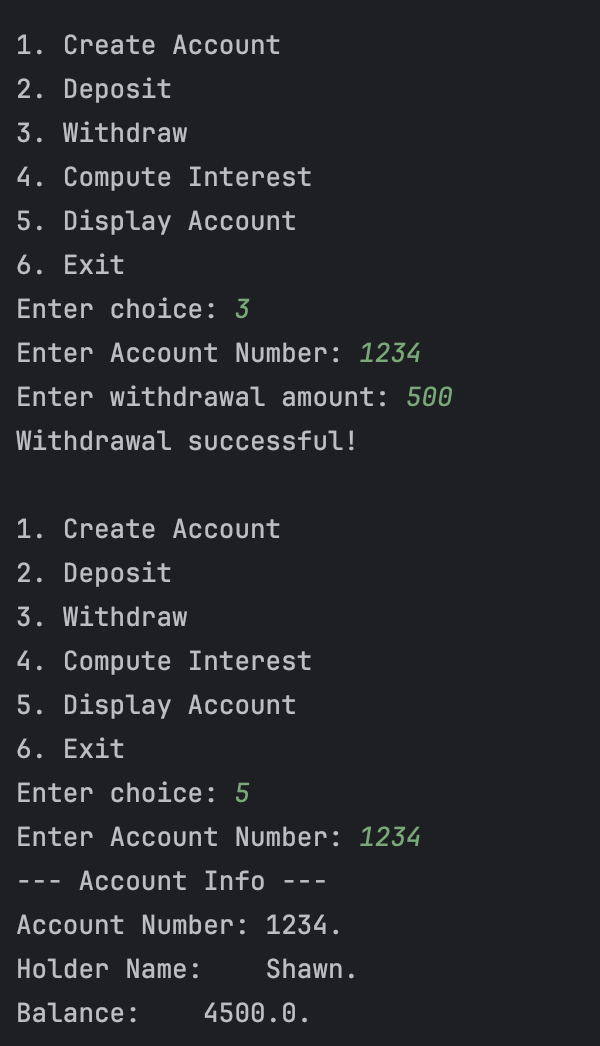 1. Create Account
2. Deposit
3. Withdraw
4. Compute Interest
5. Display Account
6. Exit
Enter choice: 3
Enter Account Number: 1234
Enter withdrawal amount: 500
Withdrawal successful!
1. Create Account
2. Deposit
3. Withdraw
4. Compute Interest
5. Display Account
6. Exit
Enter choice: 5
Enter Account Number: 1234
--- Account Info ---
Account Number: 1234.
Holder Name:    Shawn.
Balance:    4500.0.